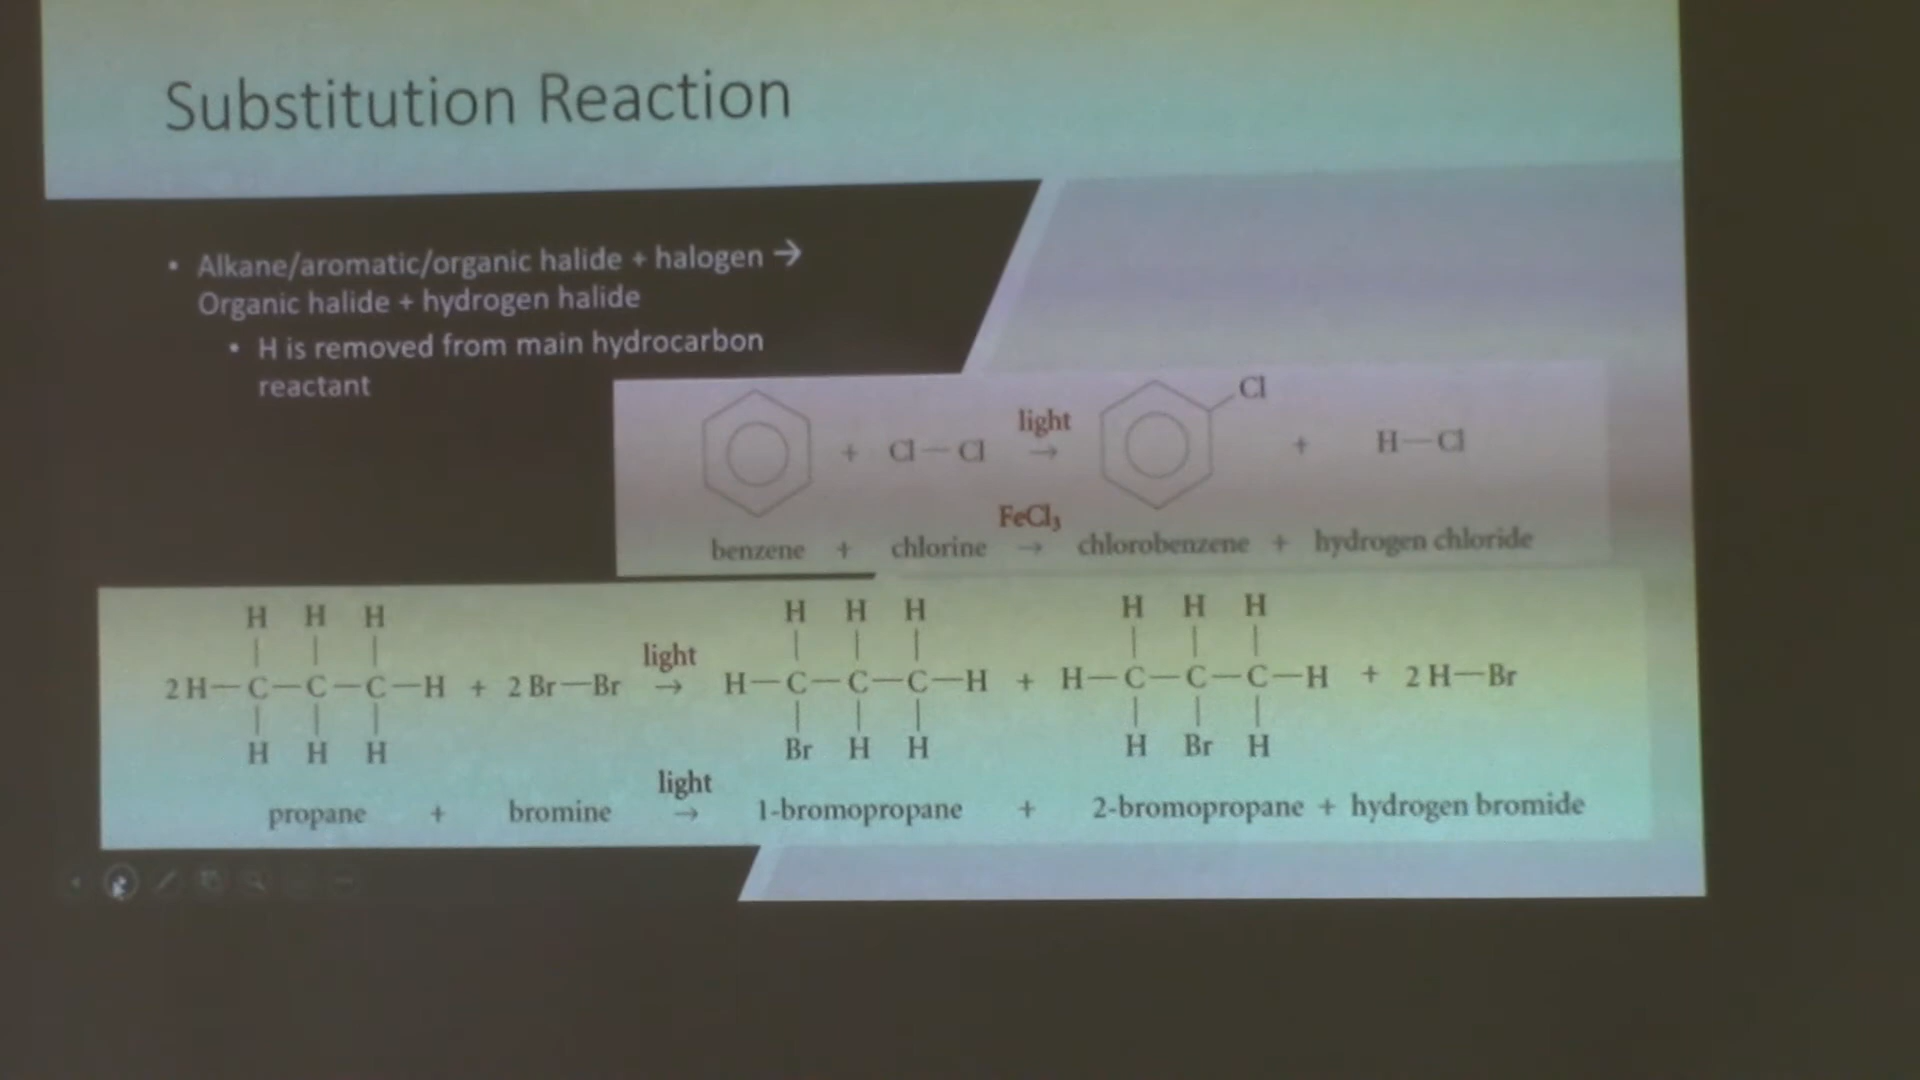 Substitution Reaction
• Alkane/aromatic/organic halide + halogen →
Organic halide + hydrogen halide
• H is removed from main hydrocarbon
reactant
Cl
light
+ Cl—Cl → + H—Cl
FeCl₃
benzene + chlorine → chlorobenzene + hydrogen chloride
H H H H H H H H H
light
2 H—C—C—C—H + 2 Br—Br → H—C—C—C—H + H—C—C—C—H + 2 H—Br
H H H Br H H H Br H
light
propane + bromine → 1-bromopropane + 2-bromopropane + hydrogen bromide